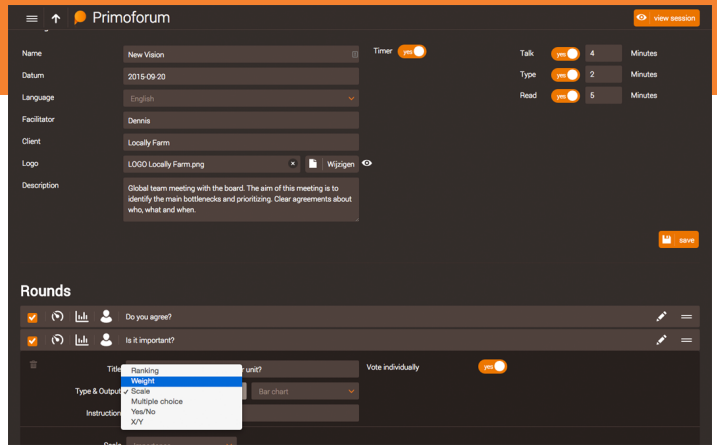 Primoforum
view session
Name
New Vision
Timer
yes
Talk
yes
4
Minutes
Datum
2015-09-20
Type
yes
2
Minutes
Language
English
Read
yes
5
Minutes
Facilitator
Dennis
Client
Locally Farm
Logo
LOGO Locally Farm.png
Wijzigen
Description
Global team meeting with the board. The aim of this meeting is to
identify the main bottlenecks and prioritizing. Clear agreements about
who, what and when.
save
Rounds
Do you agree?
Is it important?
Title
unit?
Vote individually
yes
Type & Output
Bar chart
Instruction
Ranking
Weight
✓ Scale
Multiple choice
Yes/No
X/Y